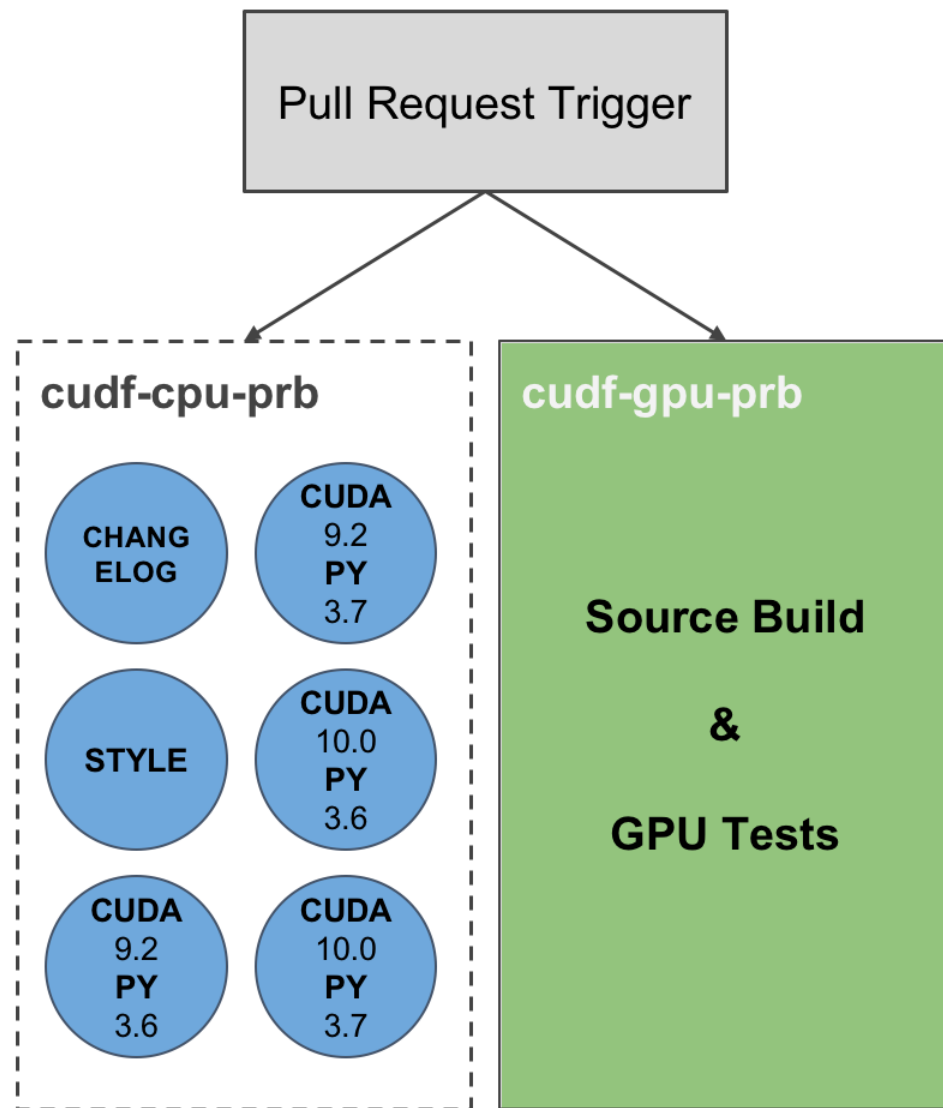 Pull Request Trigger
cudf-cpu-prb
CHANG
ELOG
CUDA
9.2
PY
3.7
STYLE
CUDA
10.0
PY
3.6
CUDA
9.2
PY
3.6
CUDA
10.0
PY
3.7
cudf-gpu-prb
Source Build
&
GPU Tests